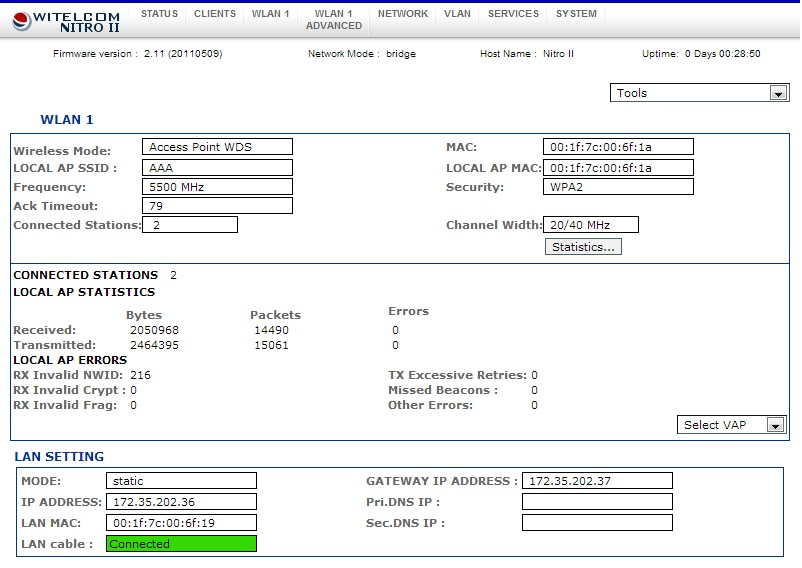 WITELCOM NITRO II STATUS CLIENTS WLAN 1 WLAN 1 ADVANCED NETWORK VLAN SERVICES SYSTEM
Firmware version : 2.11 (20110509) Network Mode : bridge Host Name : Nitro II Uptime: 0 Days 00:28:50
Tools
WLAN 1
Wireless Mode: Access Point WDS MAC: 00:1f:7c:00:6f:1a
LOCAL AP SSID : AAA LOCAL AP MAC: 00:1f:7c:00:6f:1a
Frequency: 5500 MHz Security: WPA2
Ack Timeout: 79
Connected Stations: 2 Channel Width: 20/40 MHz
Statistics...
CONNECTED STATIONS 2
LOCAL AP STATISTICS
Bytes Packets Errors
Received: 2050968 14490 0
Transmitted: 2464395 15061 0
LOCAL AP ERRORS
RX Invalid NWID: 216 TX Excessive Retries: 0
RX Invalid Crypt : 0 Missed Beacons : 0
RX Invalid Frag: 0 Other Errors: 0
Select VAP
LAN SETTING
MODE: static GATEWAY IP ADDRESS : 172.35.202.37
IP ADDRESS: 172.35.202.36 Pri.DNS IP :
LAN MAC: 00:1f:7c:00:6f:19 Sec.DNS IP :
LAN cable : Connected